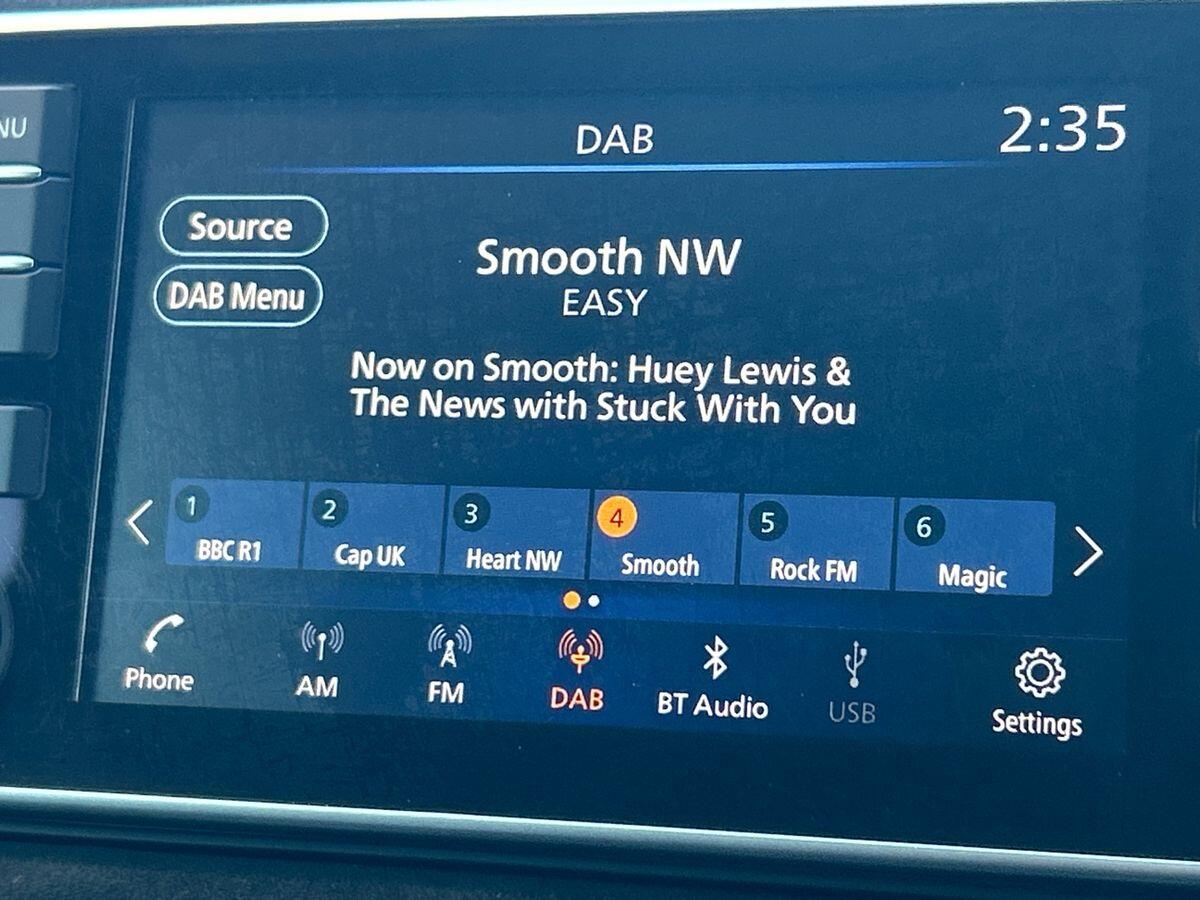 NU
DAB
2:35
Source
DAB Menu
Smooth NW
EASY
Now on Smooth: Huey Lewis &
The News with Stuck With You
1
BBC R1
2
Cap UK
3
Heart NW
4
Smooth
5
Rock FM
6
Magic
Phone
AM
FM
DAB
BT Audio
USB
Settings